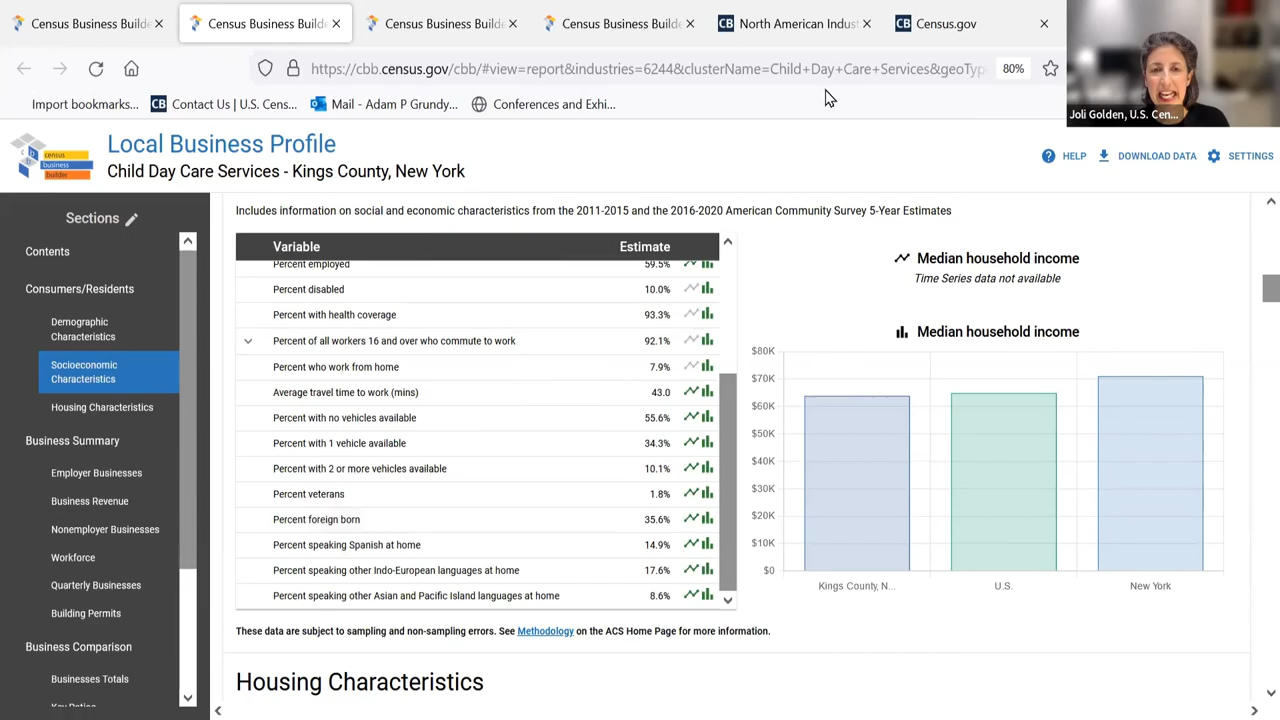 Census Business Builde
Census Business Builde
Census Business Builde
Census Business Builde
CB North American Indust
CB Census.gov
https://cbb.census.gov/cbb/#view=report&industries=6244&clusterName=Child+Day+Care+Services&geoType
80%
Import bookmarks...
CB Contact Us | U.S. Cens...
Mail - Adam P Grundy,...
Conferences and Exhi...
Joli Golden, U.S. Cen...
census
business
builder
Local Business Profile
Child Day Care Services - Kings County, New York
HELP
DOWNLOAD DATA
SETTINGS
Sections
Contents
Consumers/Residents
Demographic
Characteristics
Socioeconomic
Characteristics
Housing Characteristics
Business Summary
Employer Businesses
Business Revenue
Nonemployer Businesses
Workforce
Quarterly Businesses
Building Permits
Business Comparison
Businesses Totals
Key Ratios
Includes information on social and economic characteristics from the 2011-2015 and the 2016-2020 American Community Survey 5-Year Estimates
Variable Estimate
Percent employed 59.5%
Percent disabled 10.0%
Percent with health coverage 93.3%
Percent of all workers 16 and over who commute to work 92.1%
Percent who work from home 7.9%
Average travel time to work (mins) 43.0
Percent with no vehicles available 55.6%
Percent with 1 vehicle available 34.3%
Percent with 2 or more vehicles available 10.1%
Percent veterans 1.8%
Percent foreign born 35.6%
Percent speaking Spanish at home 14.9%
Percent speaking other Indo-European languages at home 17.6%
Percent speaking other Asian and Pacific Island languages at home 8.6%
These data are subject to sampling and non-sampling errors. See Methodology on the ACS Home Page for more information.
Median household income
Time Series data not available
Median household income
$80K
$70K
$60K
$50K
$40K
$30K
$20K
$10K
$0
Kings County, N...
U.S.
New York
Housing Characteristics